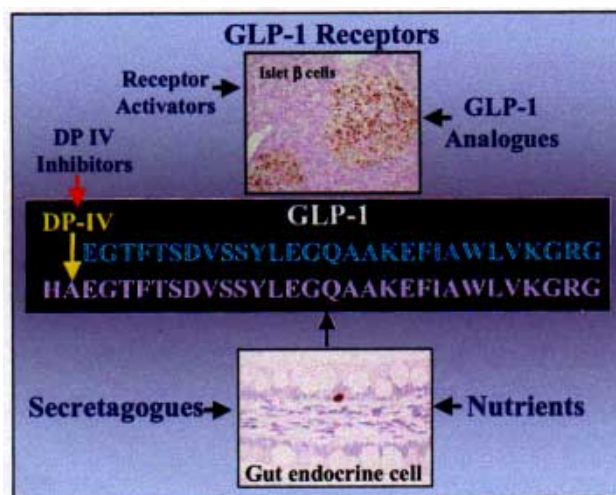 GLP-1 Receptors
Islet β cells
Receptor
Activators
GLP-1
Analogues
DP IV
Inhibitors
GLP-1
DP-IV
EGTFTSDVSSYLEGQAAKEFIAWLVKGRG
HAEGTFTSDVSSYLEGQAAKEFIAWLVKGRG
Secretagogues
Nutrients
Gut endocrine cell